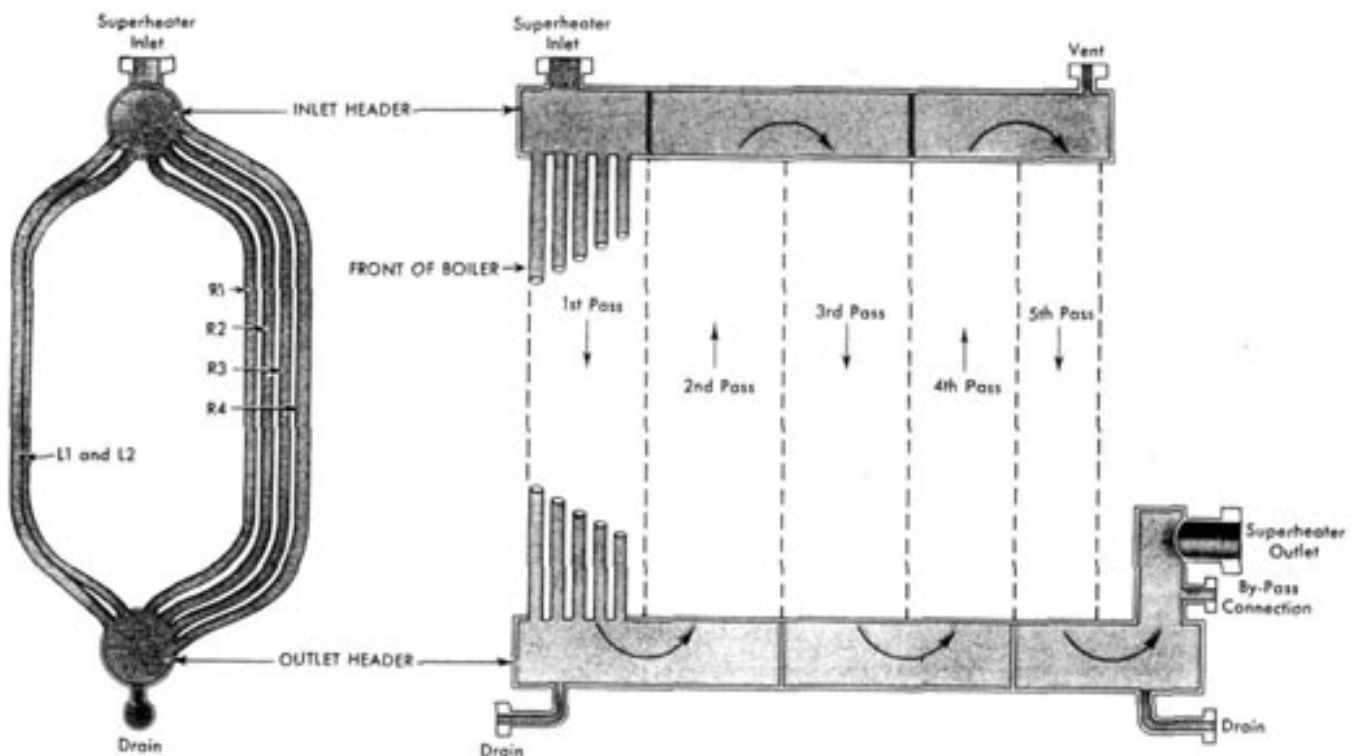 Superheater
Inlet
Superheater
Inlet
Vent
INLET HEADER
FRONT OF BOILER
R1
R2
R3
R4
L1 and L2
1st Pass
2nd Pass
3rd Pass
4th Pass
5th Pass
Superheater
Outlet
By-Pass
Connection
OUTLET HEADER
Drain
Drain
Drain